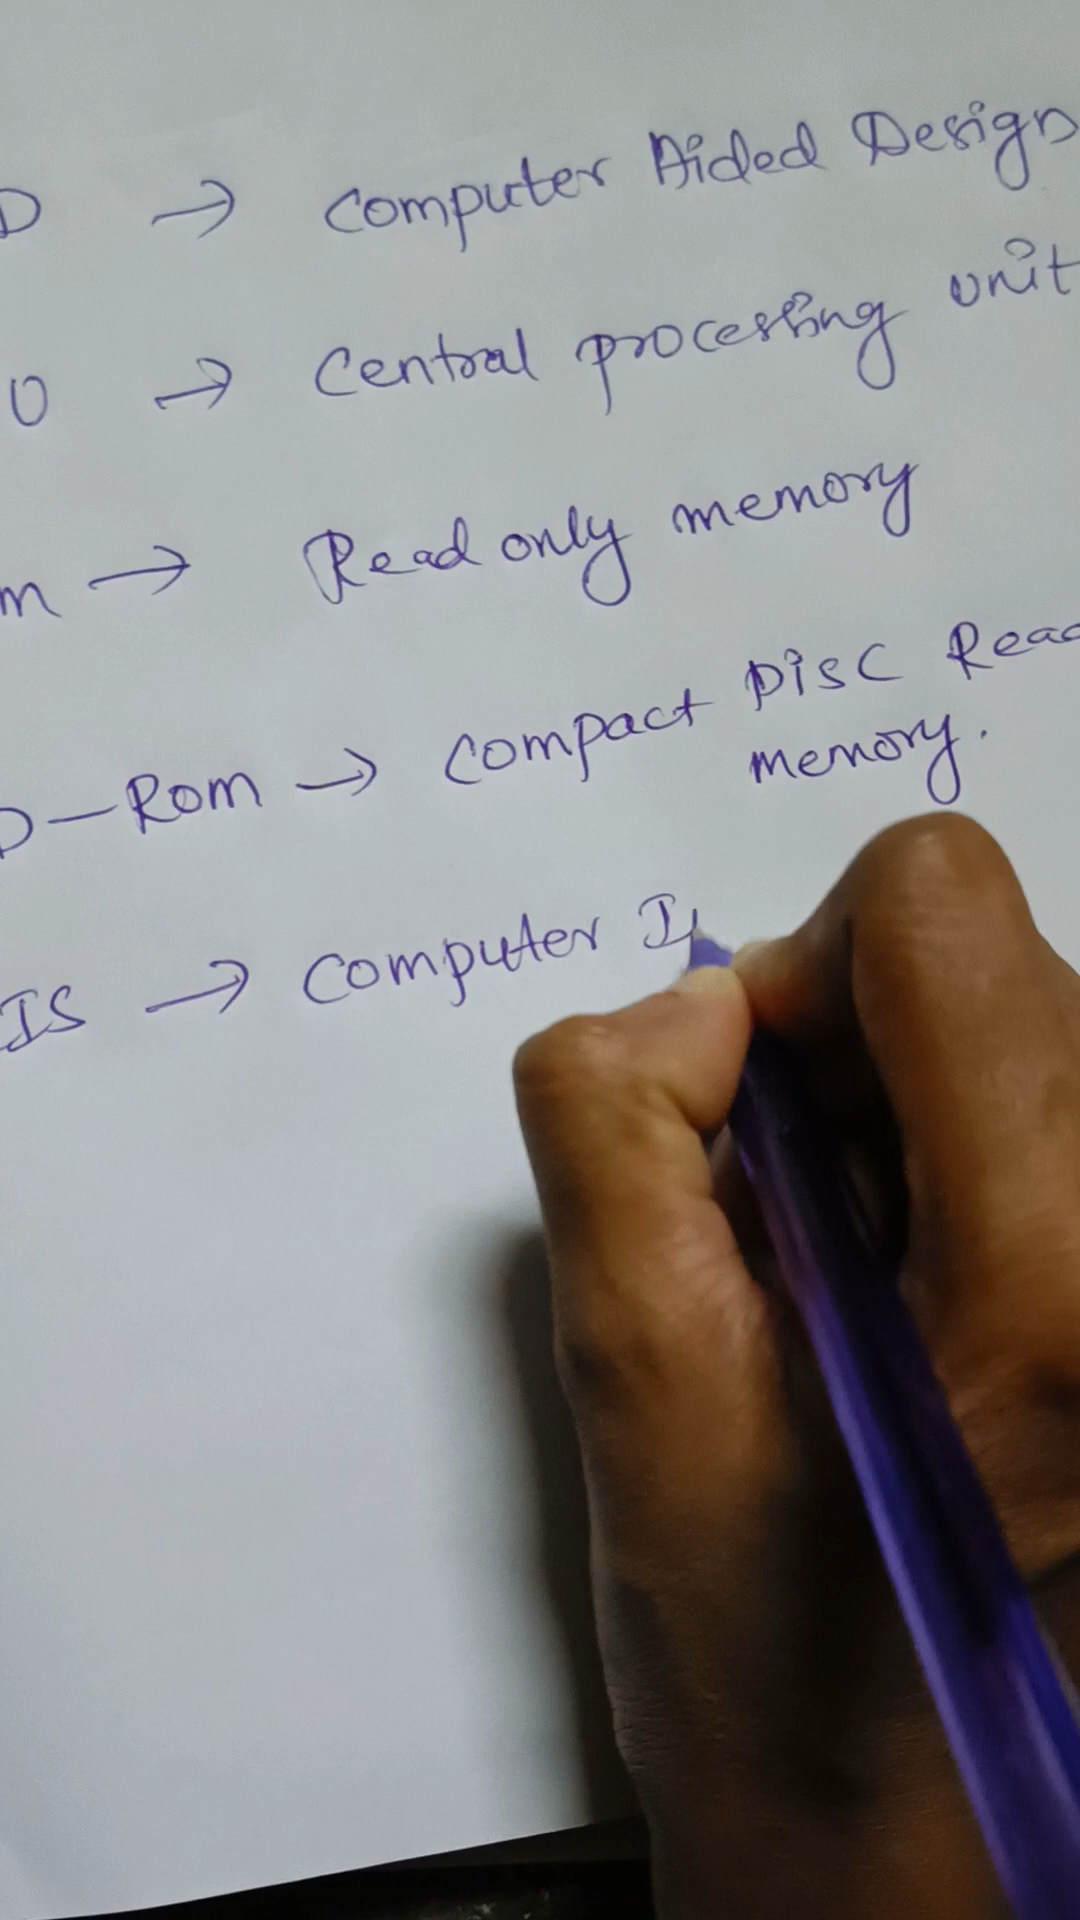 D → Computer Aided Design
U → Central processing unit
m → Read only memory
D-Rom → Compact Disc Read
memory.
IS → Computer I